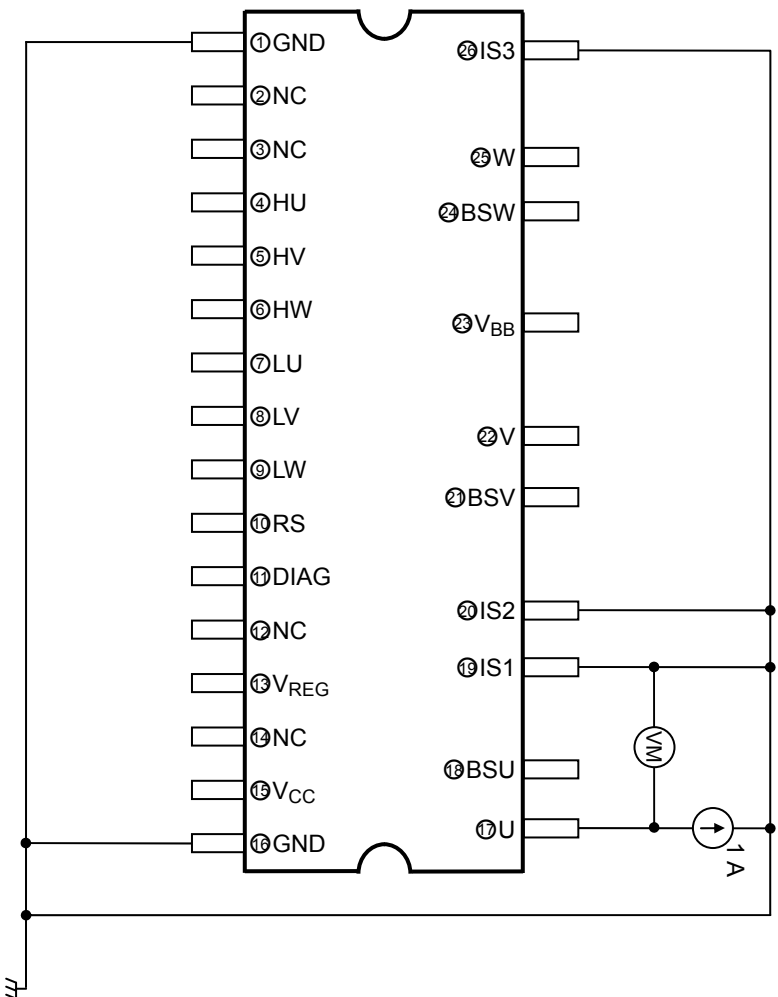 ①GND
②NC
③NC
④HU
⑤HV
⑥HW
⑦LU
⑧LV
⑨LW
⑩RS
⑪DIAG
⑫NC
⑬VREG
⑭NC
⑮VCC
⑯GND
㉖IS3
㉕W
㉔BSW
㉓VBB
㉒V
㉑BSV
⑳IS2
⑲IS1
⑱BSU
⑰U
VM
1 A